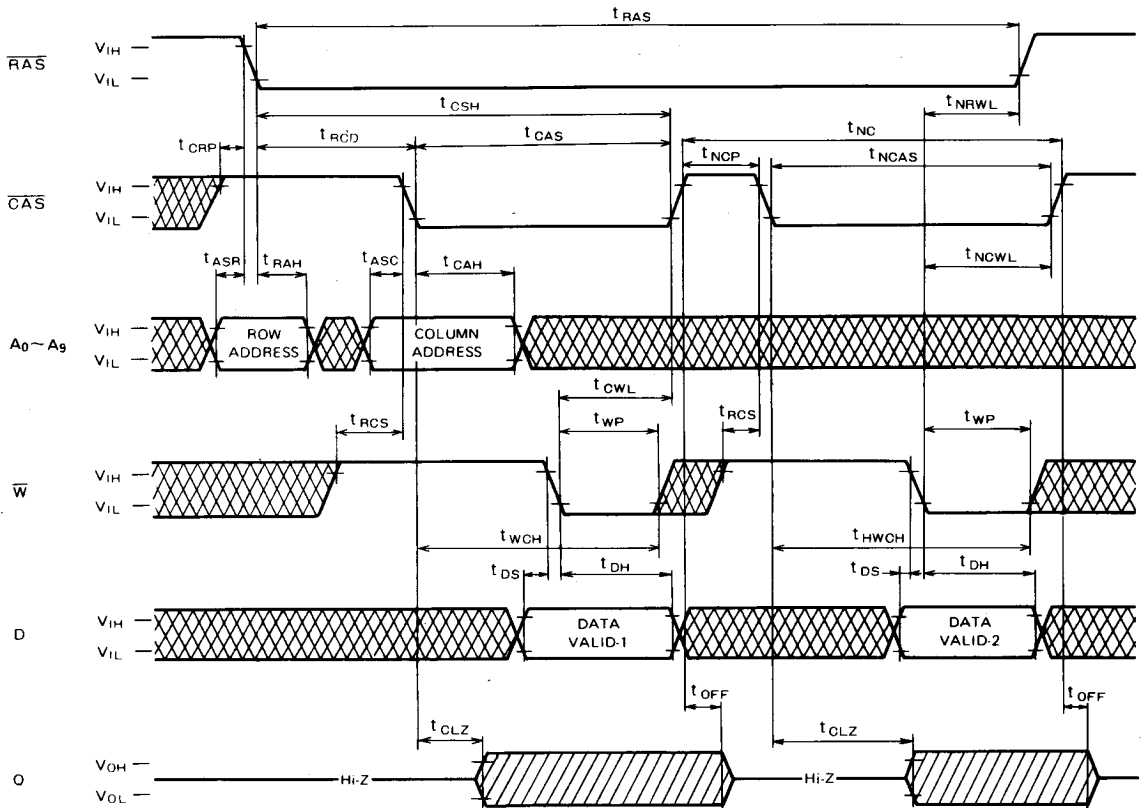 tRAS
RAS
VIH
VIL
tCSH
tNRWL
tCRP
tRCD
tCAS
tNC
tNCP
tNCAS
CAS
VIH
VIL
tASR
tRAH
tASC
tCAH
tNCWL
A0~A9
VIH
VIL
ROW
ADDRESS
COLUMN
ADDRESS
tCWL
tRCS
tWP
tRCS
tWP
W
VIH
VIL
tWCH
tHWCH
tDS
tDH
tDS
tDH
D
VIH
VIL
DATA
VALID-1
DATA
VALID-2
tOFF
tOFF
tCLZ
tCLZ
Q
VOH
VOL
Hi-Z
Hi-Z